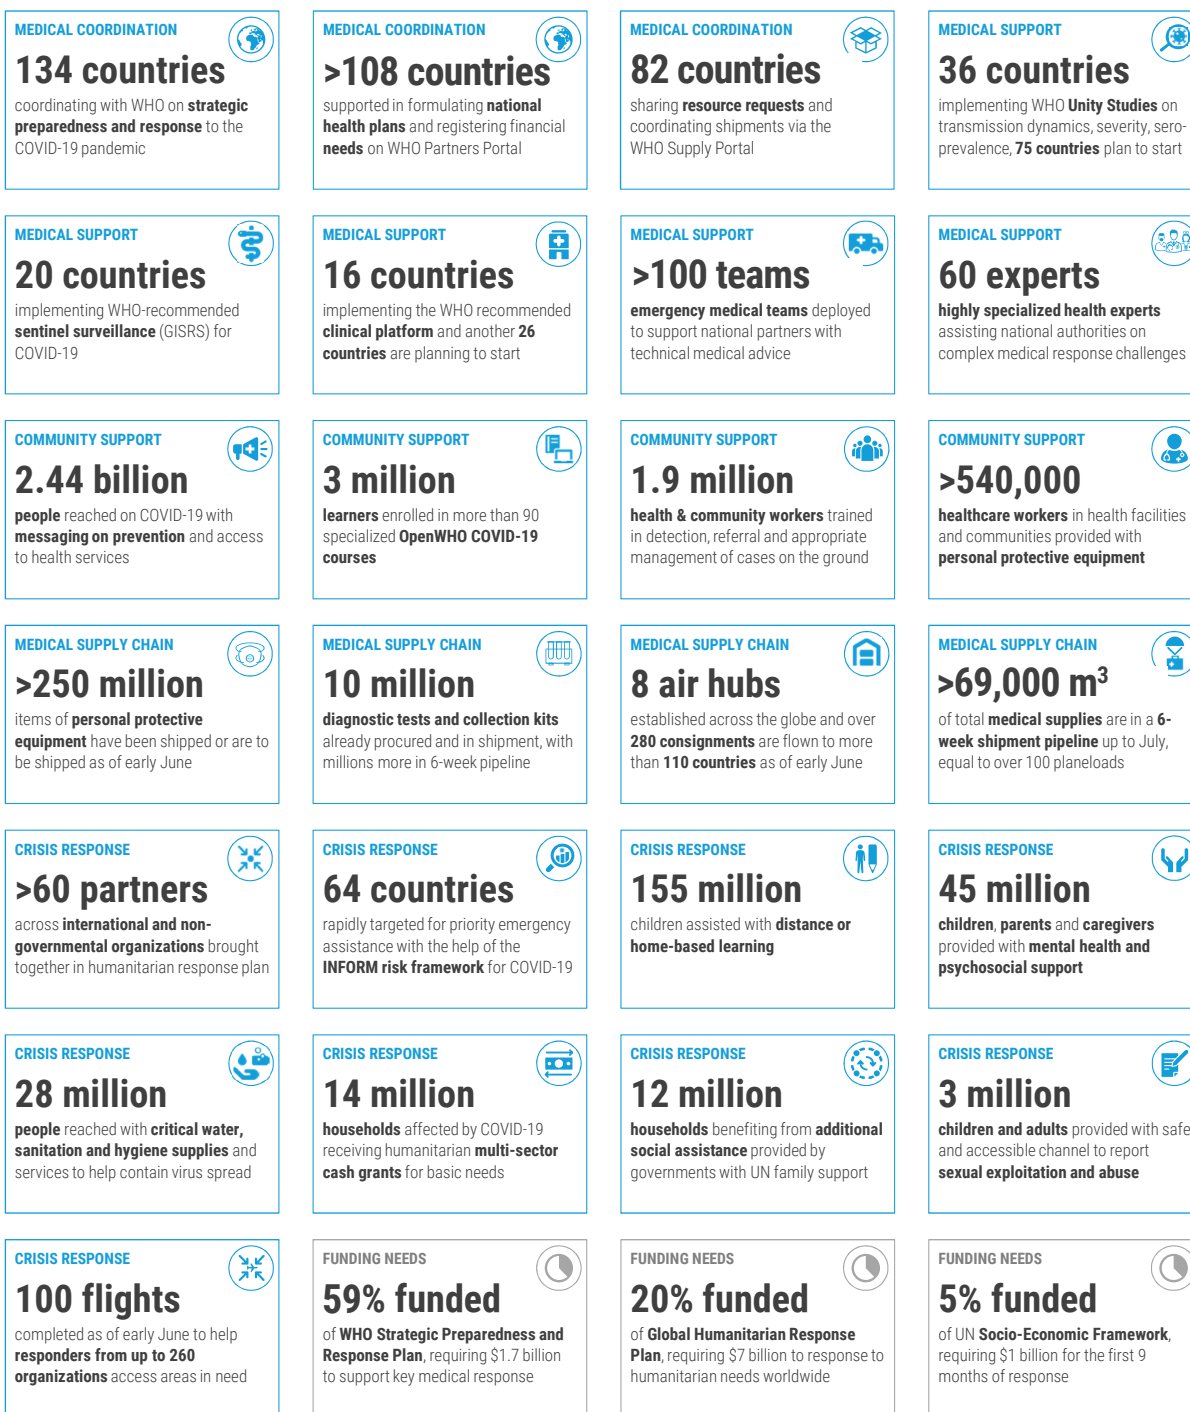 MEDICAL COORDINATION
134 countries
coordinating with WHO on strategic
preparedness and response to the
COVID-19 pandemic
MEDICAL COORDINATION
>108 countries
supported in formulating national
health plans and registering financial
needs on WHO Partners Portal
MEDICAL COORDINATION
82 countries
sharing resource requests and
coordinating shipments via the
WHO Supply Portal
MEDICAL SUPPORT
36 countries
implementing WHO Unity Studies on
transmission dynamics, severity, sero-
prevalence, 75 countries plan to start
MEDICAL SUPPORT
20 countries
implementing WHO-recommended
sentinel surveillance (GISRS) for
COVID-19
MEDICAL SUPPORT
16 countries
implementing the WHO recommended
clinical platform and another 26
countries are planning to start
MEDICAL SUPPORT
>100 teams
emergency medical teams deployed
to support national partners with
technical medical advice
MEDICAL SUPPORT
60 experts
highly specialized health experts
assisting national authorities on
complex medical response challenges
COMMUNITY SUPPORT
2.44 billion
people reached on COVID-19 with
messaging on prevention and access
to health services
COMMUNITY SUPPORT
3 million
learners enrolled in more than 90
specialized OpenWHO COVID-19
courses
COMMUNITY SUPPORT
1.9 million
health & community workers trained
in detection, referral and appropriate
management of cases on the ground
COMMUNITY SUPPORT
>540,000
healthcare workers in health facilities
and communities provided with
personal protective equipment
MEDICAL SUPPLY CHAIN
>250 million
items of personal protective
equipment have been shipped or are to
be shipped as of early June
MEDICAL SUPPLY CHAIN
10 million
diagnostic tests and collection kits
already procured and in shipment, with
millions more in 6-week pipeline
MEDICAL SUPPLY CHAIN
8 air hubs
established across the globe and over
280 consignments are flown to more
than 110 countries as of early June
MEDICAL SUPPLY CHAIN
>69,000 m³
of total medical supplies are in a 6-
week shipment pipeline up to July,
equal to over 100 planeloads
CRISIS RESPONSE
>60 partners
across international and non-
governmental organizations brought
together in humanitarian response plan
CRISIS RESPONSE
64 countries
rapidly targeted for priority emergency
assistance with the help of the
INFORM risk framework for COVID-19
CRISIS RESPONSE
155 million
children assisted with distance or
home-based learning
CRISIS RESPONSE
45 million
children, parents and caregivers
provided with mental health and
psychosocial support
CRISIS RESPONSE
28 million
people reached with critical water,
sanitation and hygiene supplies and
services to help contain virus spread
CRISIS RESPONSE
14 million
households affected by COVID-19
receiving humanitarian multi-sector
cash grants for basic needs
CRISIS RESPONSE
12 million
households benefiting from additional
social assistance provided by
governments with UN family support
CRISIS RESPONSE
3 million
children and adults provided with safe
and accessible channel to report
sexual exploitation and abuse
CRISIS RESPONSE
100 flights
completed as of early June to help
responders from up to 260
organizations access areas in need
FUNDING NEEDS
59% funded
of WHO Strategic Preparedness and
Response Plan, requiring $1.7 billion
to support key medical response
FUNDING NEEDS
20% funded
of Global Humanitarian Response
Plan, requiring $7 billion to response to
humanitarian needs worldwide
FUNDING NEEDS
5% funded
of UN Socio-Economic Framework,
requiring $1 billion for the first 9
months of response